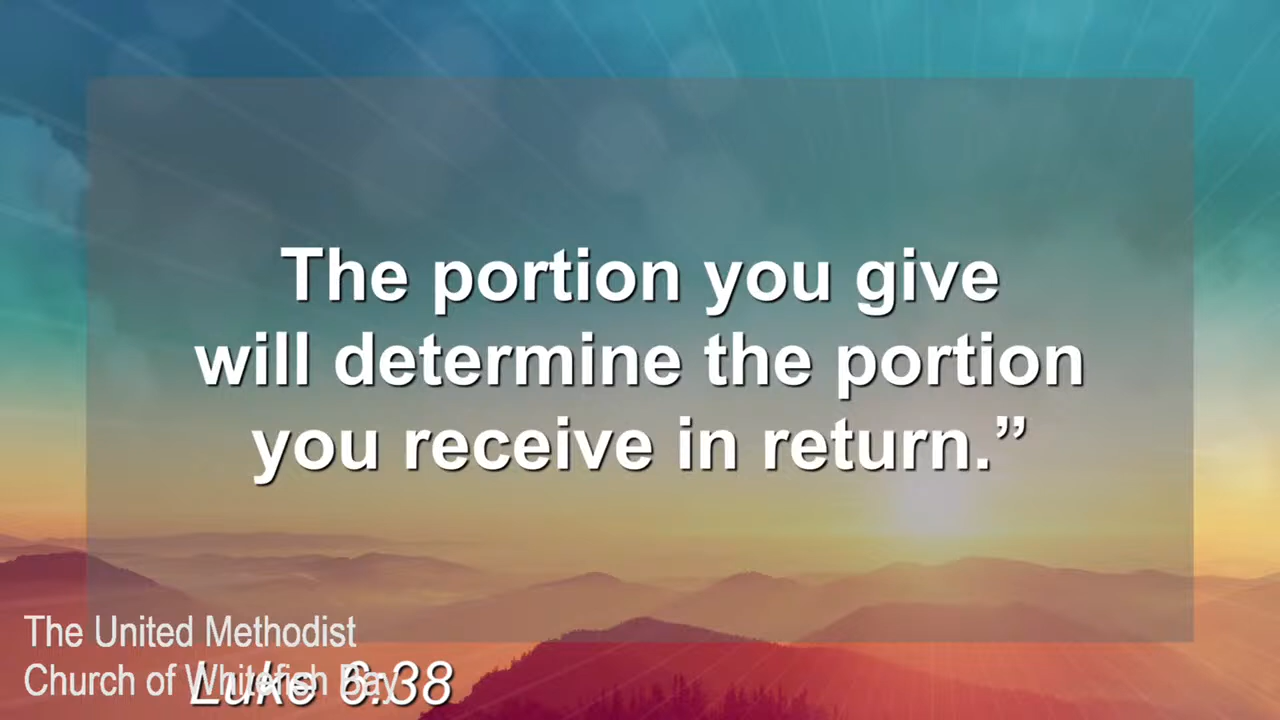 The portion you give
will determine the portion
you receive in return.”
The United Methodist
Church of Whitefish Bay
Luke 6:38